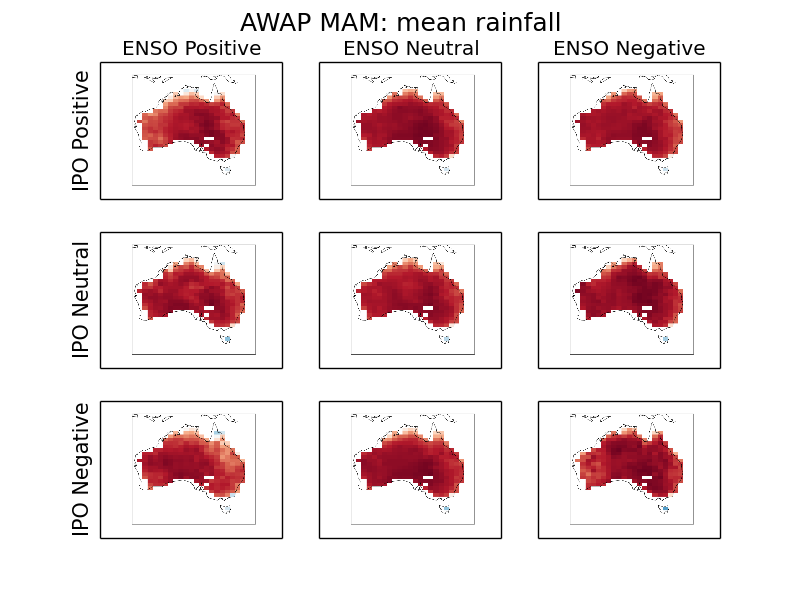 AWAP MAM: mean rainfall
ENSO Positive
ENSO Neutral
ENSO Negative
IPO Positive
IPO Neutral
IPO Negative